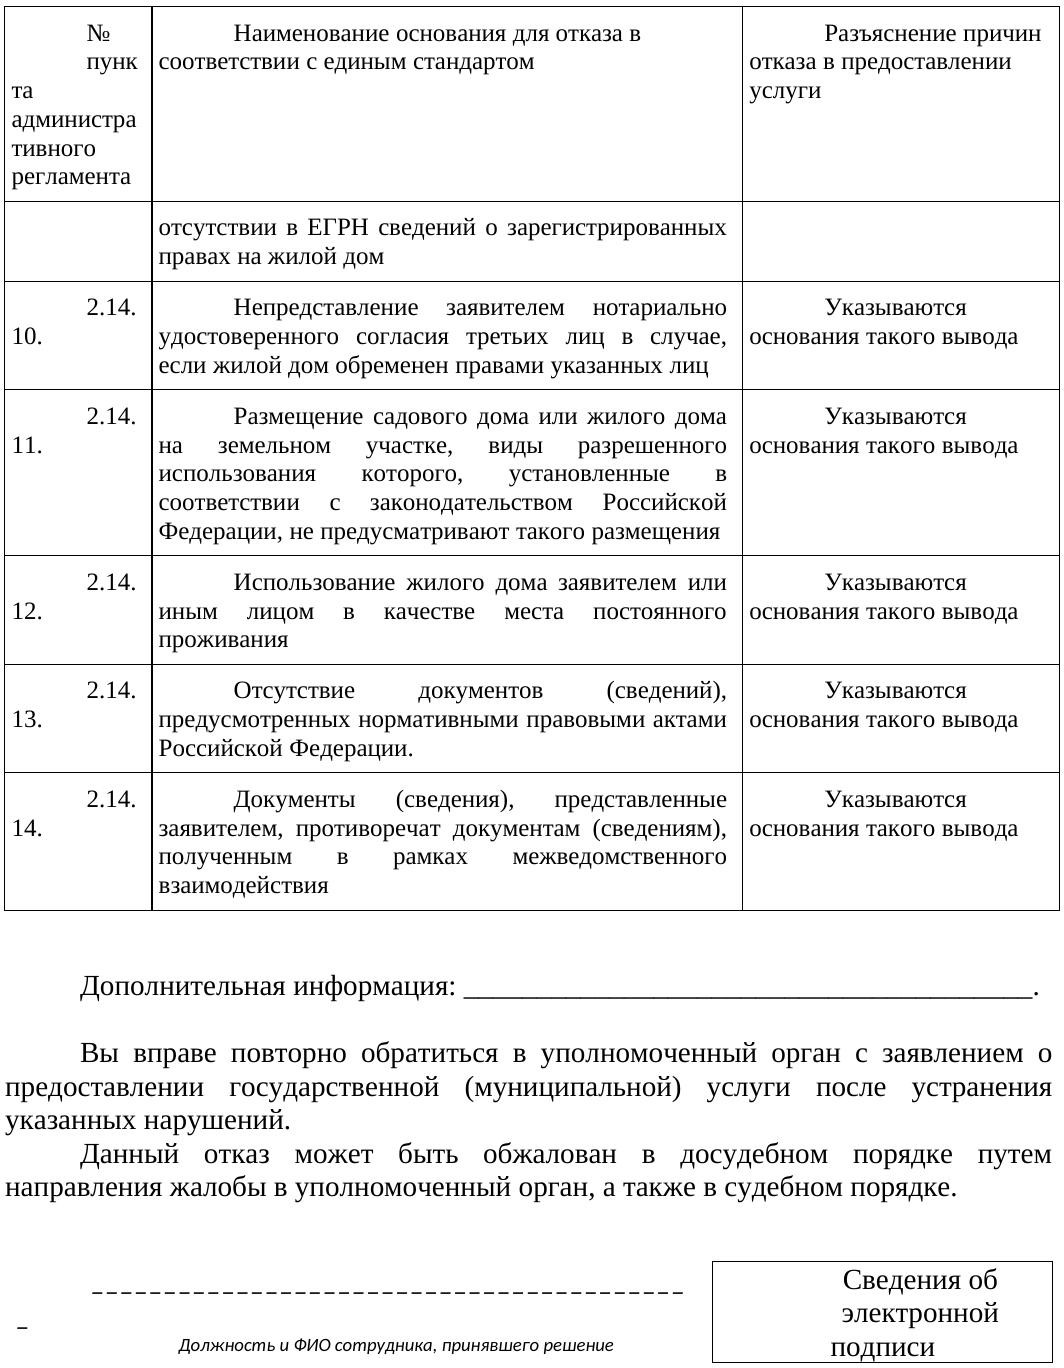 №
пунк
та
администра
тивного
регламента
Наименование основания для отказа в
соответствии с единым стандартом
Разъяснение причин
отказа в предоставлении
услуги
отсутствии в ЕГРН сведений о зарегистрированных
правах на жилой дом
2.14.
10.
Непредставление заявителем нотариально
удостоверенного согласия третьих лиц в случае,
если жилой дом обременен правами указанных лиц
Указываются
основания такого вывода
2.14.
11.
Размещение садового дома или жилого дома
на земельном участке, виды разрешенного
использования которого, установленные в
соответствии с законодательством Российской
Федерации, не предусматривают такого размещения
Указываются
основания такого вывода
2.14.
12.
Использование жилого дома заявителем или
иным лицом в качестве места постоянного
проживания
Указываются
основания такого вывода
2.14.
13.
Отсутствие документов (сведений),
предусмотренных нормативными правовыми актами
Российской Федерации.
Указываются
основания такого вывода
2.14.
14.
Документы (сведения), представленные
заявителем, противоречат документам (сведениям),
полученным в рамках межведомственного
взаимодействия
Указываются
основания такого вывода
Дополнительная информация: ________________________________________.
Вы вправе повторно обратиться в уполномоченный орган с заявлением о
предоставлении государственной (муниципальной) услуги после устранения
указанных нарушений.
Данный отказ может быть обжалован в досудебном порядке путем
направления жалобы в уполномоченный орган, а также в судебном порядке.
Должность и ФИО сотрудника, принявшего решение
Сведения об
электронной
подписи